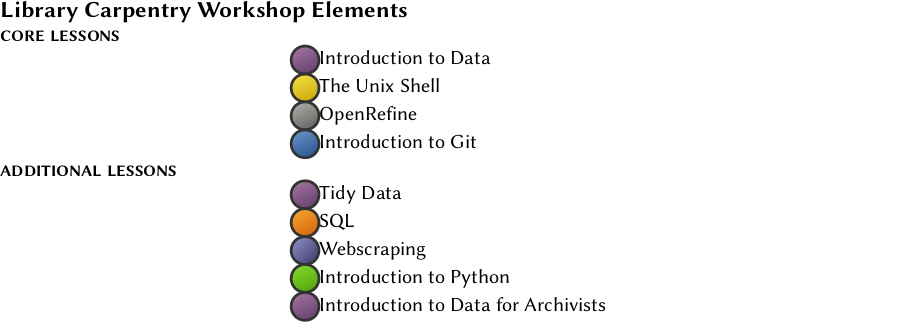 Library Carpentry Workshop Elements
CORE LESSONS
Introduction to Data
The Unix Shell
OpenRefine
Introduction to Git
ADDITIONAL LESSONS
Tidy Data
SQL
Webscraping
Introduction to Python
Introduction to Data for Archivists